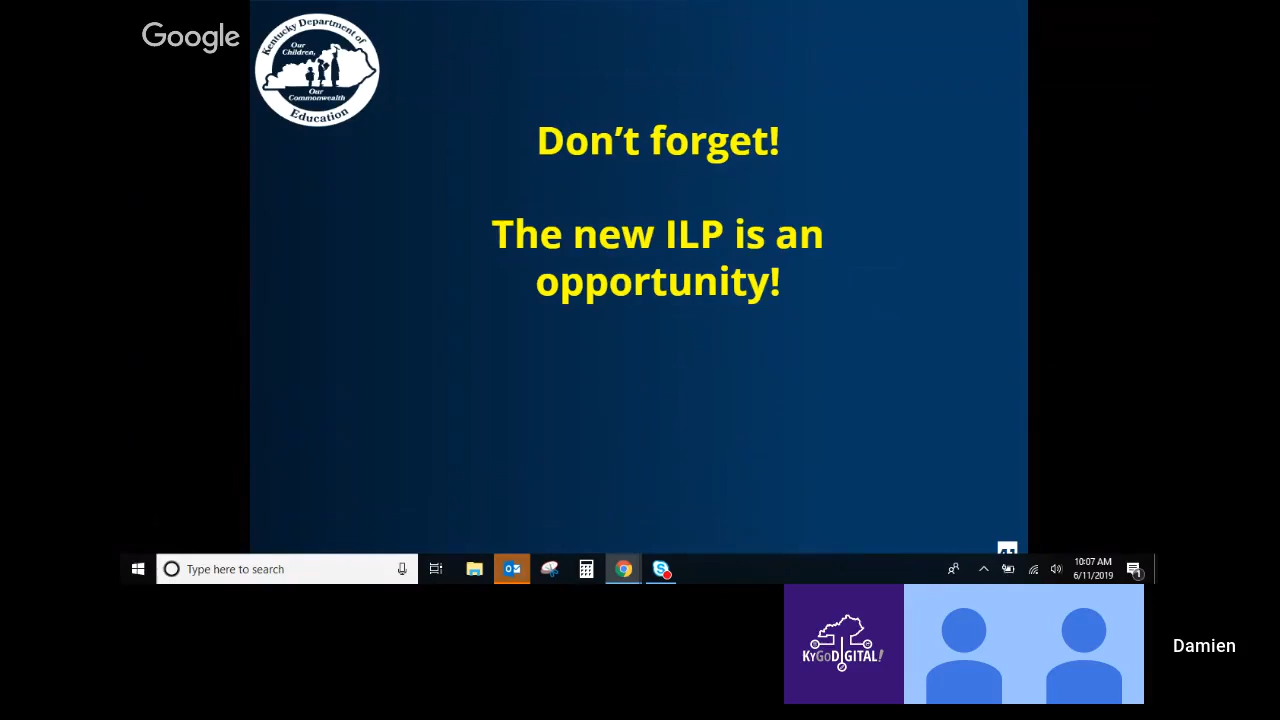 Google
Kentucky Department of
Our
Children,
Our
Commonwealth
Education
Don't forget!
The new ILP is an
opportunity!
Type here to search
10:07 AM
6/11/2019
1
KYGODIGITAL!
Damien